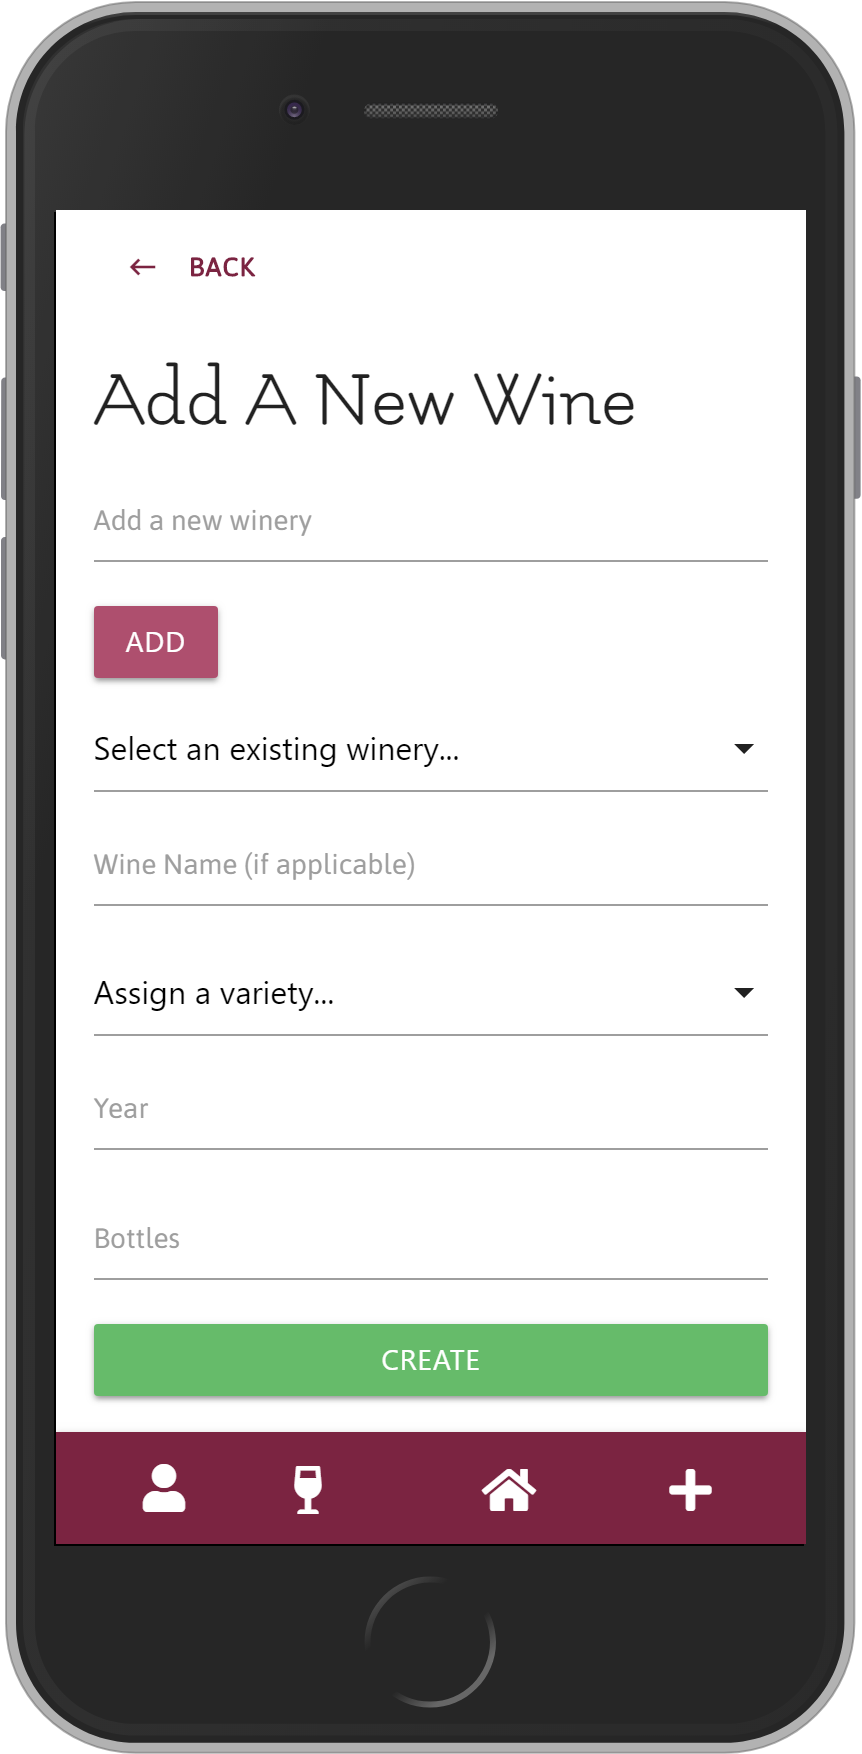 ← BACK
Add A New Wine
Add a new winery
ADD
Select an existing winery...
Wine Name (if applicable)
Assign a variety...
Year
Bottles
CREATE